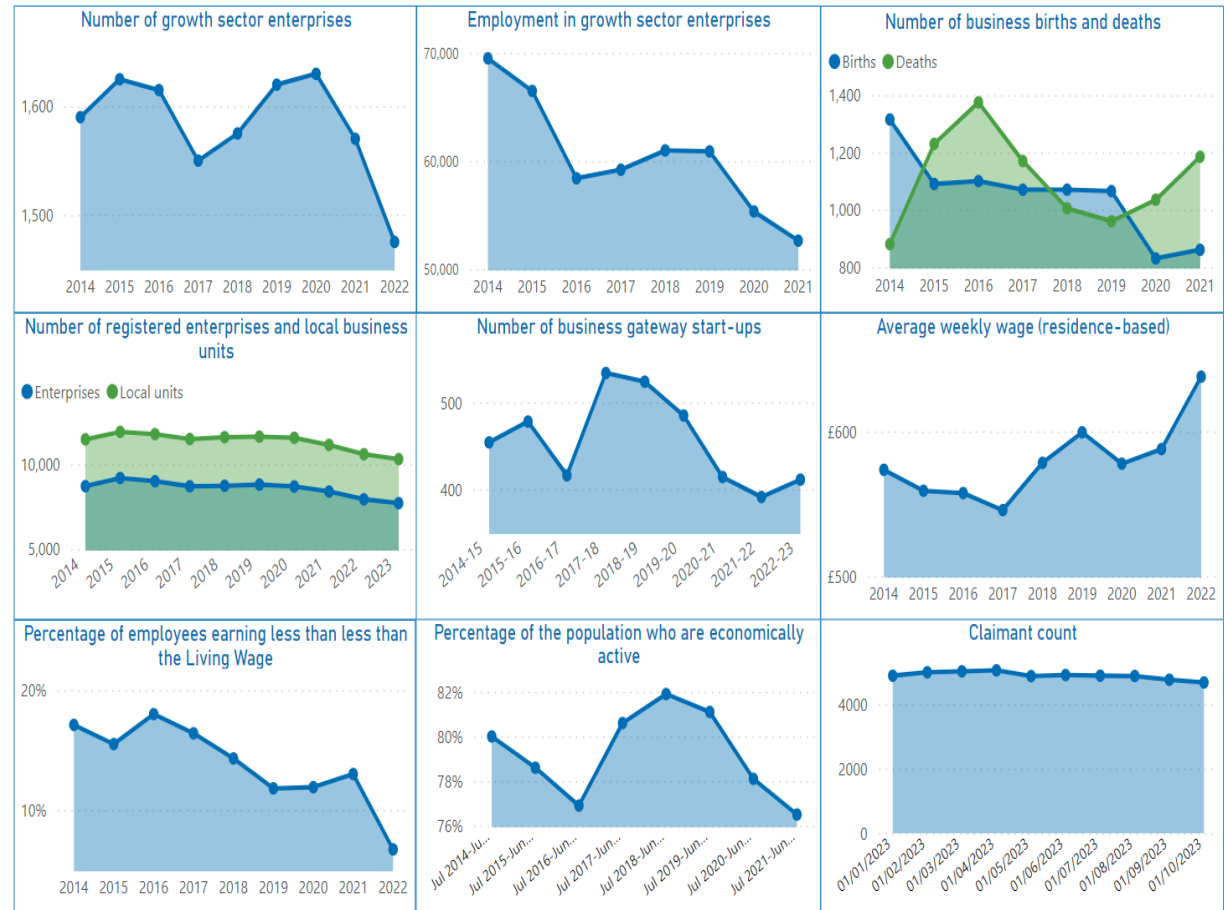 Number of growth sector enterprises
1,600
1,500
2014 2015 2016 2017 2018 2019 2020 2021 2022
Employment in growth sector enterprises
70,000
60,000
50,000
2014 2015 2016 2017 2018 2019 2020 2021
Number of business births and deaths
Births Deaths
1,400
1,200
1,000
800
2014 2015 2016 2017 2018 2019 2020 2021
Number of registered enterprises and local business
units
Enterprises Local units
10,000
5,000
2014 2015 2016 2017 2018 2019 2020 2021 2022 2023
Number of business gateway start-ups
500
400
2014-15 2015-16 2016-17 2017-18 2018-19 2019-20 2020-21 2021-22 2022-23
Average weekly wage (residence-based)
£600
£500
2014 2015 2016 2017 2018 2019 2020 2021 2022
Percentage of employees earning less than less than
the Living Wage
20%
10%
2014 2015 2016 2017 2018 2019 2020 2021 2022
Percentage of the population who are economically
active
82%
80%
78%
76%
Jul 2014-Ju... Jul 2015-Jun... Jul 2016-Jun... Jul 2017-Jun... Jul 2018-Jun... Jul 2019-Jun... Jul 2020-Jun... Jul 2021-Jun...
Claimant count
4000
2000
0
01/01/2023 01/02/2023 01/03/2023 01/04/2023 01/05/2023 01/06/2023 01/07/2023 01/08/2023 01/09/2023 01/10/2023